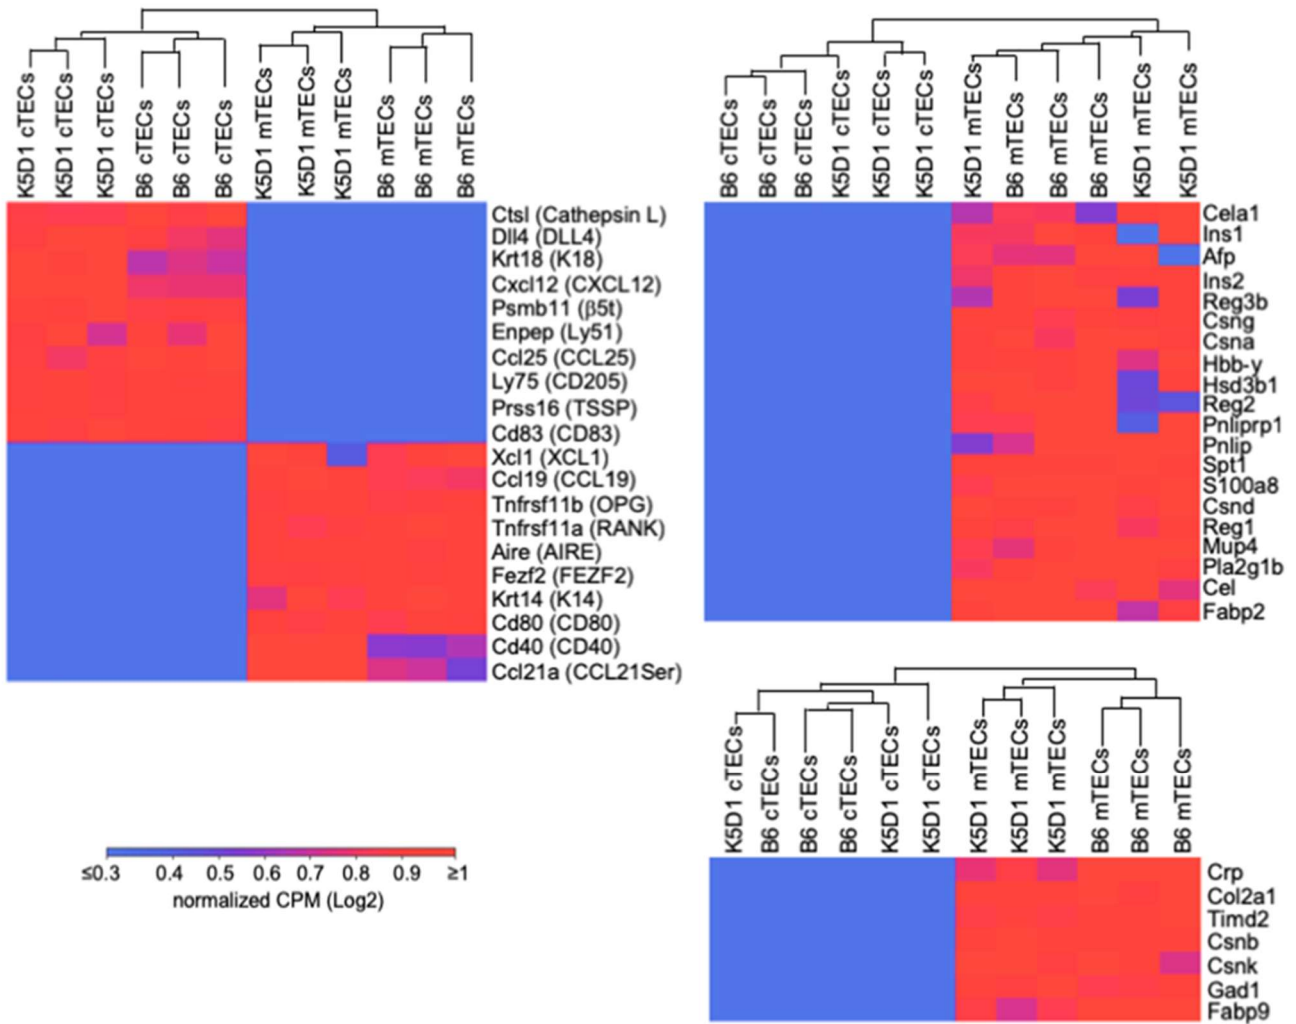 K5D1 cTECs
K5D1 cTECs
K5D1 cTECs
B6 cTECs
B6 cTECs
B6 cTECs
K5D1 mTECs
K5D1 mTECs
K5D1 mTECs
B6 mTECs
B6 mTECs
B6 mTECs
Ctsl (Cathepsin L)
Dll4 (DLL4)
Krt18 (K18)
Cxcl12 (CXCL12)
Psmb11 (β5t)
Enpep (Ly51)
Ccl25 (CCL25)
Ly75 (CD205)
Prss16 (TSSP)
Cd83 (CD83)
Xcl1 (XCL1)
Ccl19 (CCL19)
Tnfrsf11b (OPG)
Tnfrsf11a (RANK)
Aire (AIRE)
Fezf2 (FEZF2)
Krt14 (K14)
Cd80 (CD80)
Cd40 (CD40)
Ccl21a (CCL21Ser)
≤0.3 0.4 0.5 0.6 0.7 0.8 0.9 ≥1
normalized CPM (Log2)
B6 cTECs
B6 cTECs
B6 cTECs
K5D1 cTECs
K5D1 cTECs
K5D1 cTECs
K5D1 mTECs
B6 mTECs
B6 mTECs
B6 mTECs
K5D1 mTECs
K5D1 mTECs
Cela1
Ins1
Afp
Ins2
Reg3b
Csng
Csna
Hbb-y
Hsd3b1
Reg2
Pnliprp1
Pnlip
Spt1
S100a8
Csnd
Reg1
Mup4
Pla2g1b
Cel
Fabp2
K5D1 cTECs
B6 cTECs
B6 cTECs
B6 cTECs
K5D1 cTECs
K5D1 cTECs
K5D1 mTECs
K5D1 mTECs
K5D1 mTECs
B6 mTECs
B6 mTECs
B6 mTECs
Crp
Col2a1
Timd2
Csnb
Csnk
Gad1
Fabp9